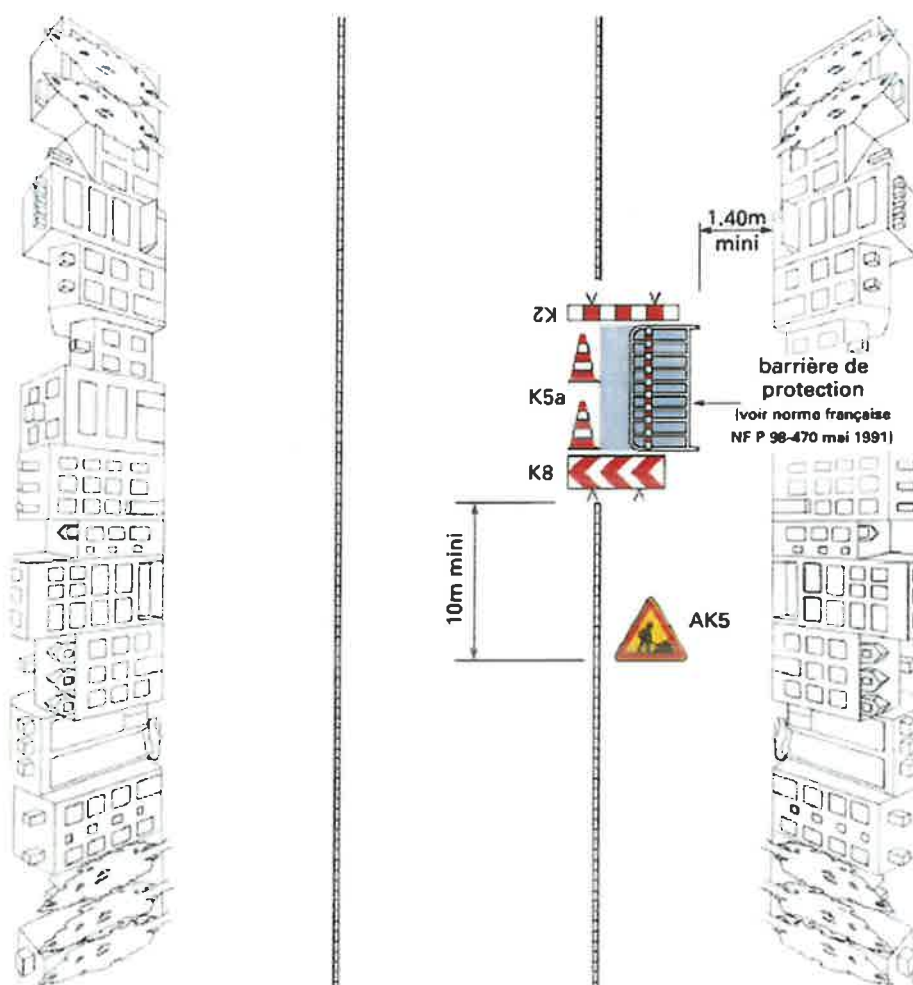 1.40m
mini
K2
K5a
barrière de
protection
(voir norme française
NF P 98-470 mai 1991)
K8
10m mini
AK5